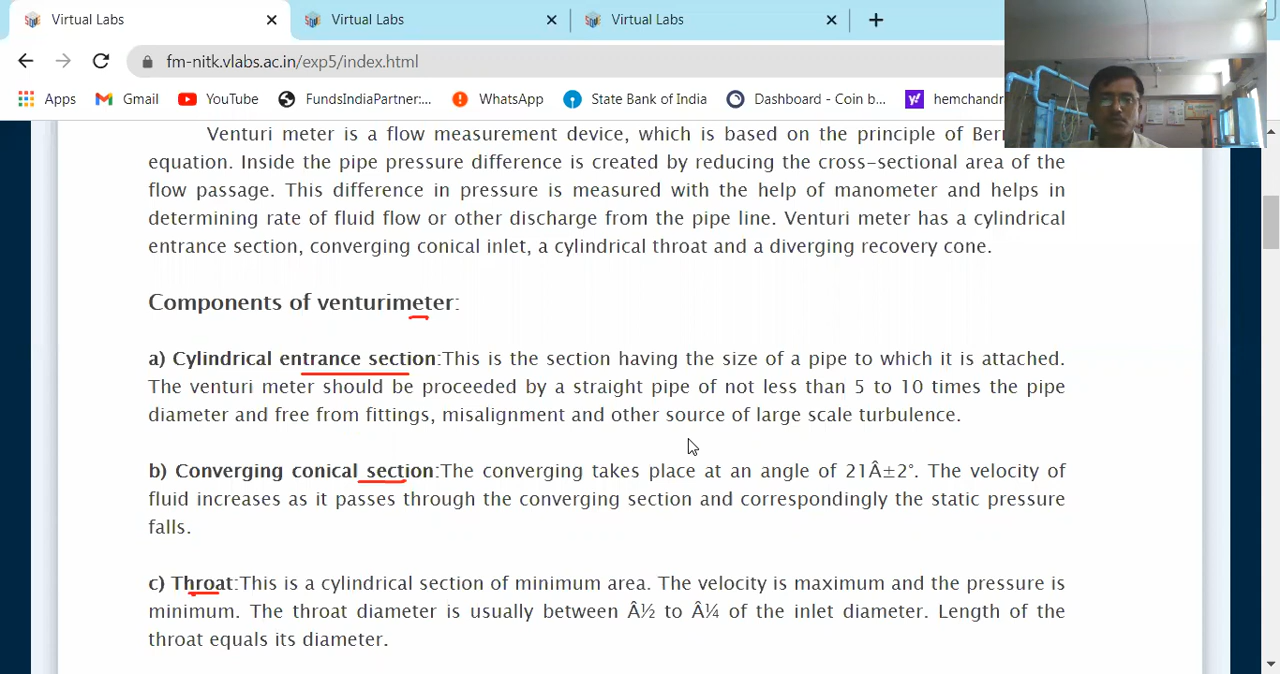 Virtual Labs
Virtual Labs
Virtual Labs
fm-nitk.vlabs.ac.in/exp5/index.html
Apps Gmail YouTube FundsIndiaPartner:... WhatsApp State Bank of India Dashboard - Coin b... hemchandr
Venturi meter is a flow measurement device, which is based on the principle of Ber
equation. Inside the pipe pressure difference is created by reducing the cross-sectional area of the
flow passage. This difference in pressure is measured with the help of manometer and helps in
determining rate of fluid flow or other discharge from the pipe line. Venturi meter has a cylindrical
entrance section, converging conical inlet, a cylindrical throat and a diverging recovery cone.
Components of venturimeter:
a) Cylindrical entrance section:This is the section having the size of a pipe to which it is attached.
The venturi meter should be proceeded by a straight pipe of not less than 5 to 10 times the pipe
diameter and free from fittings, misalignment and other source of large scale turbulence.
b) Converging conical section:The converging takes place at an angle of 21Â±2°. The velocity of
fluid increases as it passes through the converging section and correspondingly the static pressure
falls.
c) Throat:This is a cylindrical section of minimum area. The velocity is maximum and the pressure is
minimum. The throat diameter is usually between Â½ to Â¼ of the inlet diameter. Length of the
throat equals its diameter.